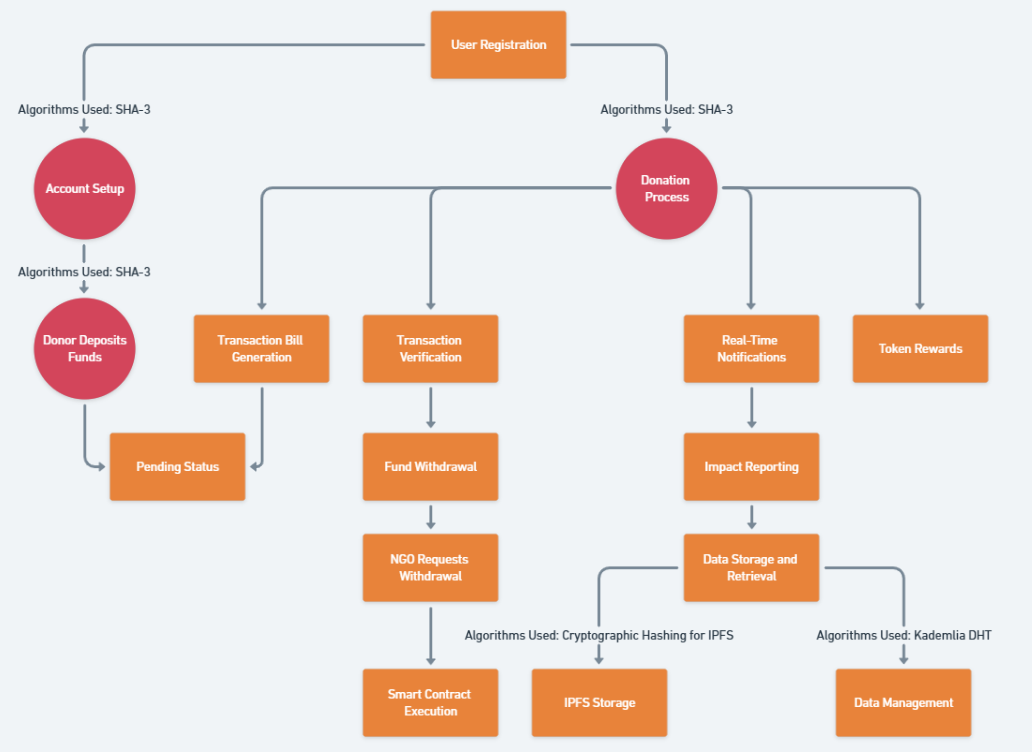 User Registration
Algorithms Used: SHA-3
Algorithms Used: SHA-3
Account Setup
Donation
Process
Algorithms Used: SHA-3
Donor Deposits
Funds
Transaction Bill
Generation
Transaction
Verification
Real-Time
Notifications
Token Rewards
Pending Status
Fund Withdrawal
Impact Reporting
NGO Requests
Withdrawal
Data Storage and
Retrieval
Algorithms Used: Cryptographic Hashing for IPFS
Algorithms Used: Kademlia DHT
Smart Contract
Execution
IPFS Storage
Data Management